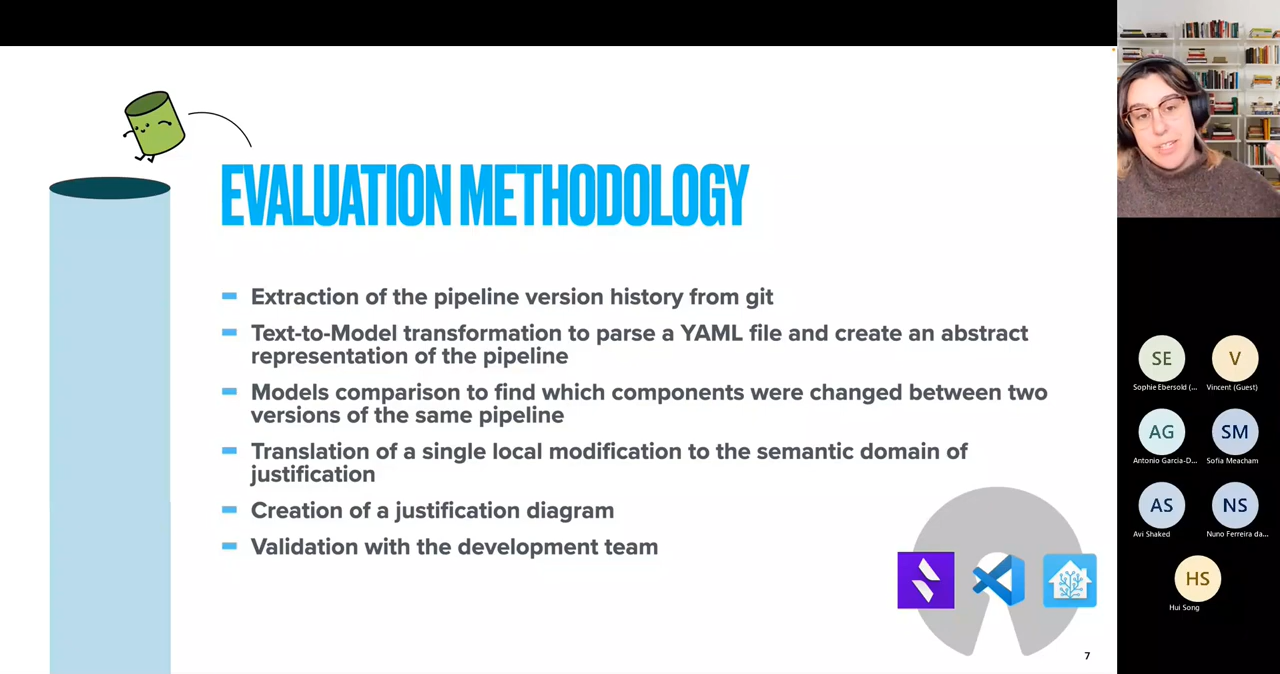 EVALUATION METHODOLOGY
Extraction of the pipeline version history from git
Text-to-Model transformation to parse a YAML file and create an abstract
representation of the pipeline
Models comparison to find which components were changed between two
versions of the same pipeline
Translation of a single local modification to the semantic domain of
justification
Creation of a justification diagram
Validation with the development team
7
SE
V
Sophie Ebersold (...
Vincent (Guest)
AG
SM
Antonio Garcia-D...
Sofia Meacham
AS
NS
Avi Shaked
Nuno Ferreira da...
HS
Hui Song